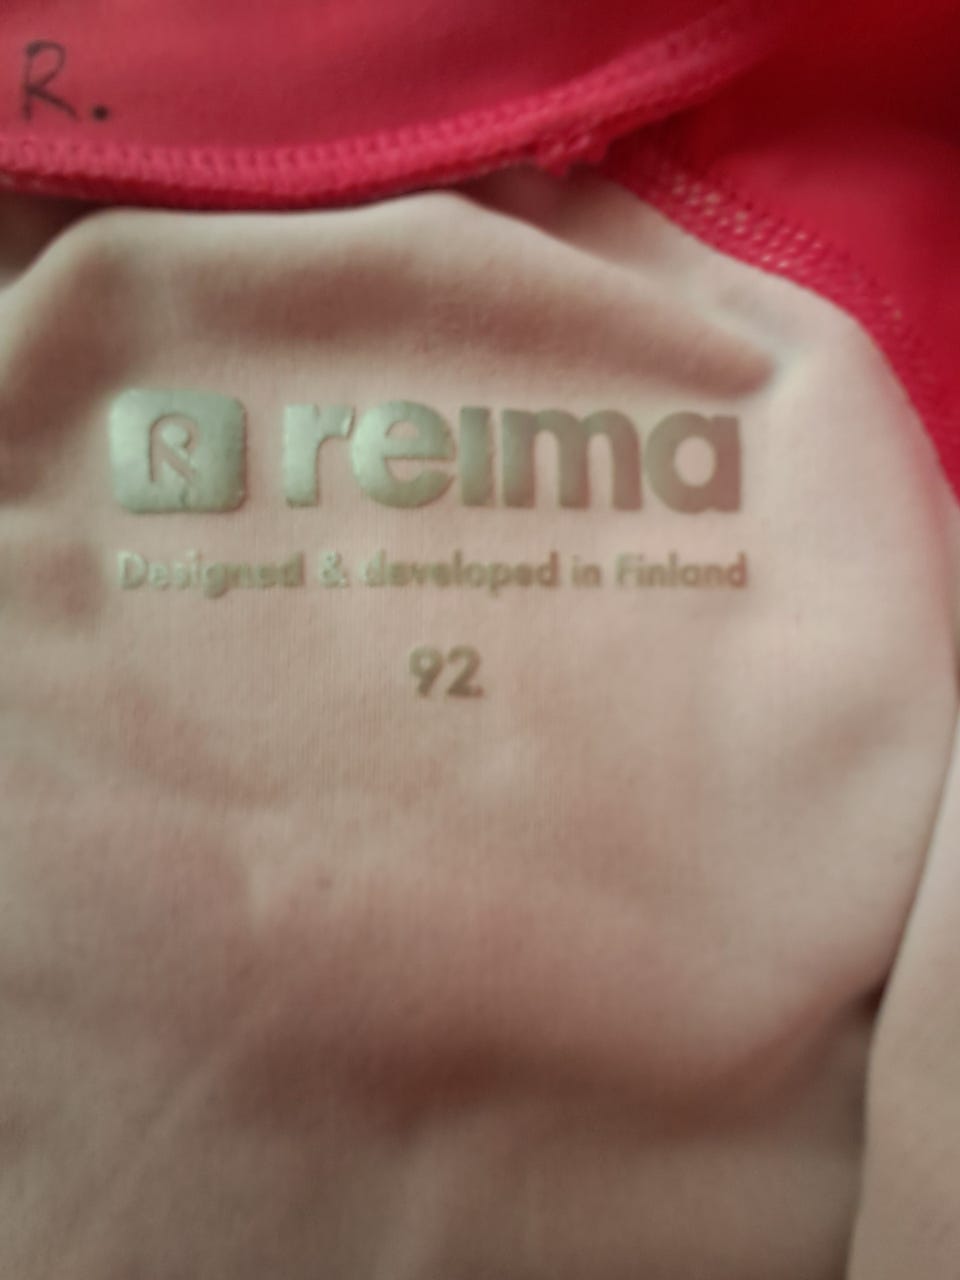 R.
reima
Designed & developed in Finland
92